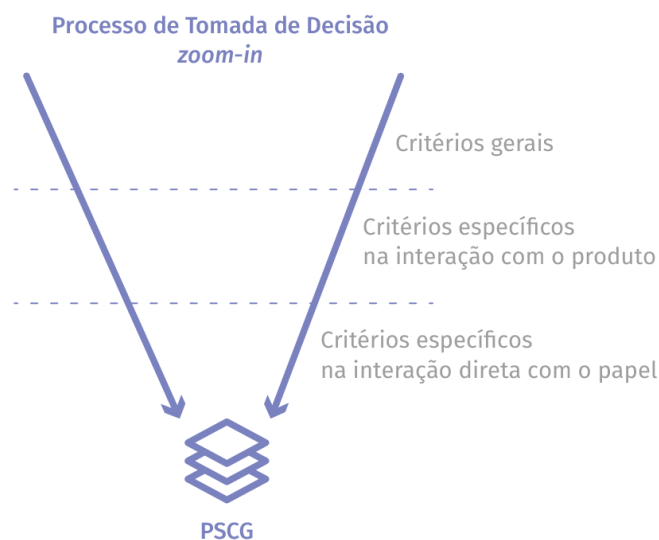 Processo de Tomada de Decisão
zoom-in
Critérios gerais
Critérios específicos
na interação com o produto
Critérios específicos
na interação direta com o papel
PSCG